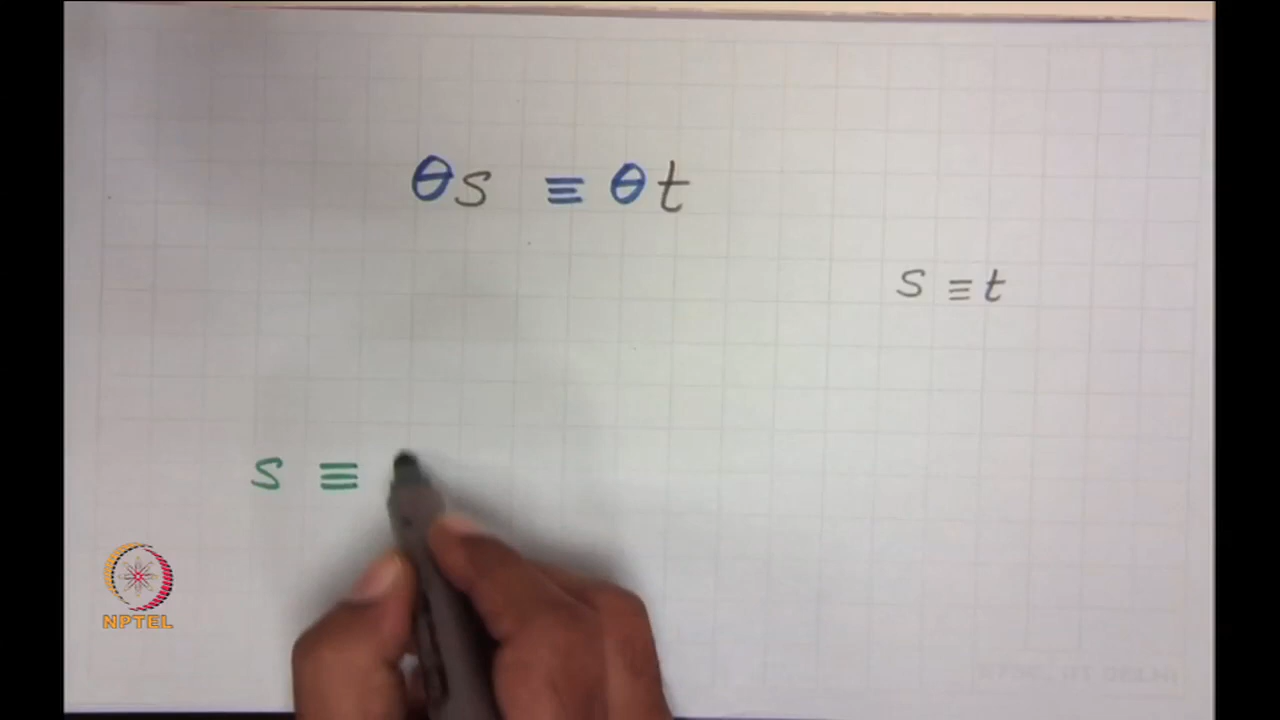 θs ≡ θt
s ≡ t
s ≡
NPTEL